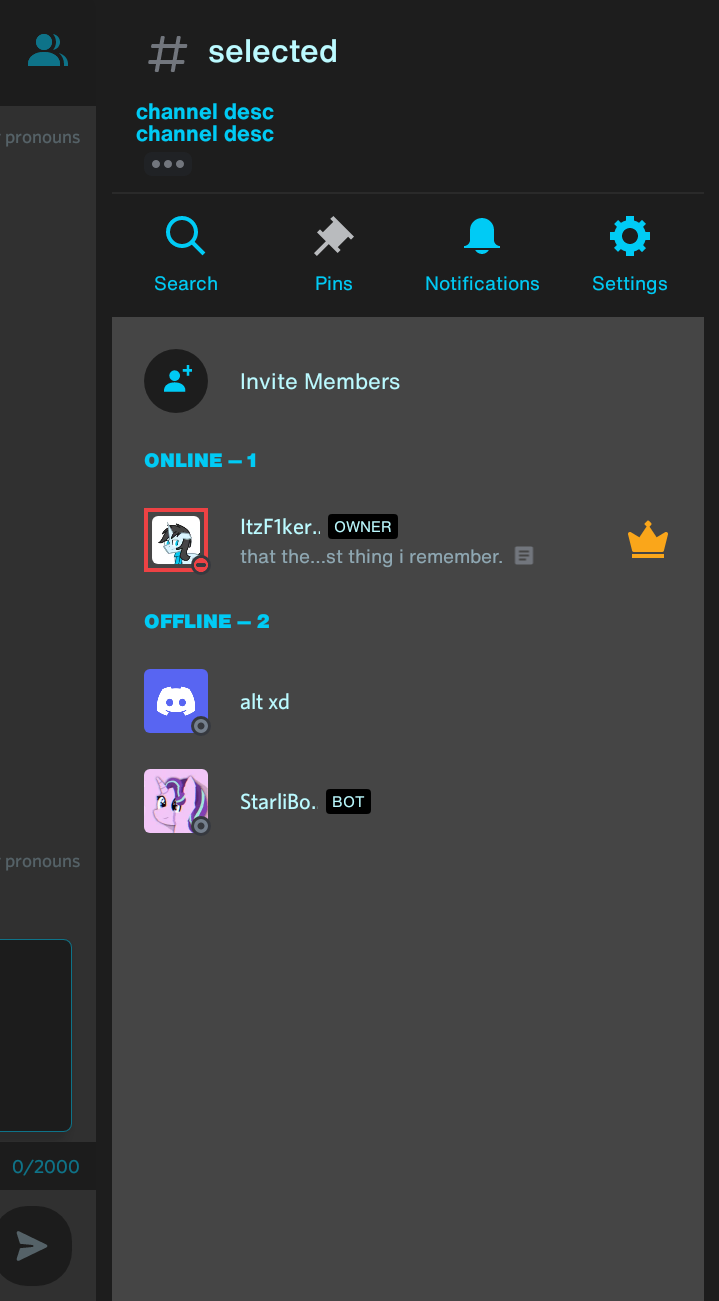 selected
channel desc
channel desc
pronouns
Search
Pins
Notifications
Settings
Invite Members
ONLINE — 1
ItzF1ker.. OWNER
that the...st thing i remember.
OFFLINE — 2
alt xd
StarliBo.. BOT
pronouns
0/2000